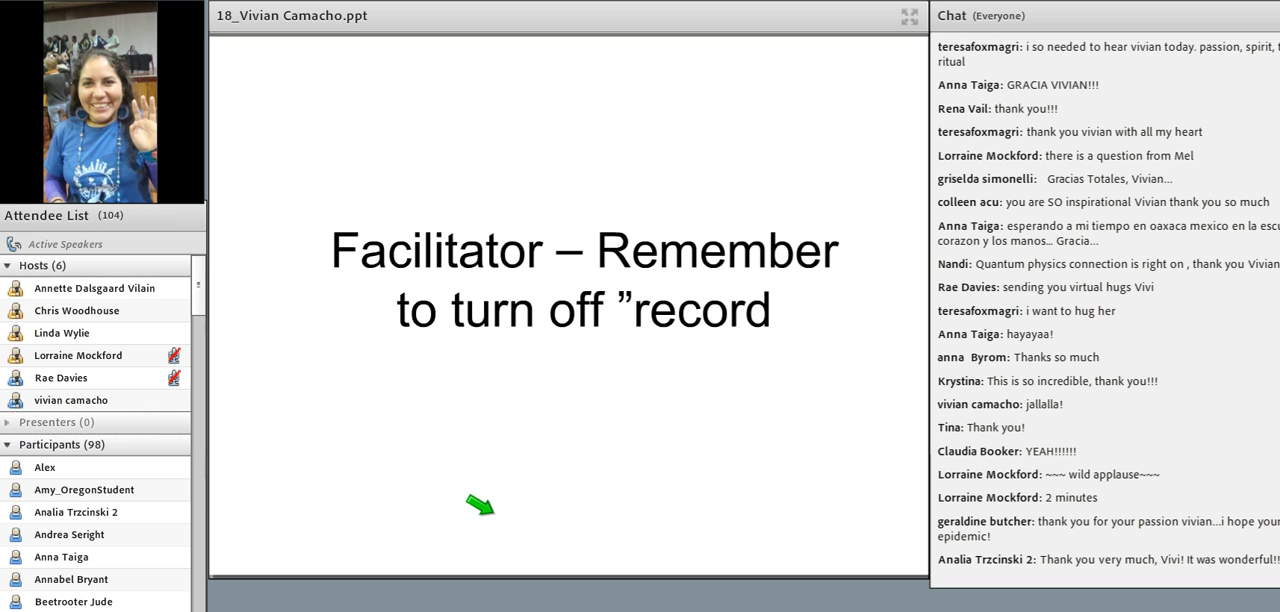 18_Vivian Camacho.ppt
Facilitator – Remember
to turn off ”record
Attendee List (104)
Active Speakers
Hosts (6)
Annette Dalsgaard Vilain
Chris Woodhouse
Linda Wylie
Lorraine Mockford
Rae Davies
vivian camacho
Presenters (0)
Participants (98)
Alex
Amy_OregonStudent
Analia Trzcinski 2
Andrea Seright
Anna Taiga
Annabel Bryant
Beetrooter Jude
Chat (Everyone)
teresafoxmagri: i so needed to hear vivian today. passion, spirit,
ritual
Anna Taiga: GRACIA VIVIAN!!!
Rena Vail: thank you!!!
teresafoxmagri: thank you vivian with all my heart
Lorraine Mockford: there is a question from Mel
griselda simonelli: Gracias Totales, Vivian...
colleen acu: you are SO inspirational Vivian thank you so much
Anna Taiga: esperando a mi tiempo en oaxaca mexico en la
corazon y los manos... Gracia...
Nandi: Quantum physics connection is right on , thank you Vivian
Rae Davies: sending you virtual hugs Vivi
teresafoxmagri: i want to hug her
Anna Taiga: hayayaa!
anna Byrom: Thanks so much
Krystina: This is so incredible, thank you!!!
vivian camacho: jallalla!
Tina: Thank you!
Claudia Booker: YEAH!!!!!!
Lorraine Mockford: ~~~ wild applause~~~
Lorraine Mockford: 2 minutes
geraldine butcher: thank you for your passion vivian...i hope your
epidemic!
Analia Trzcinski 2: Thank you very much, Vivi! It was wonderful!!